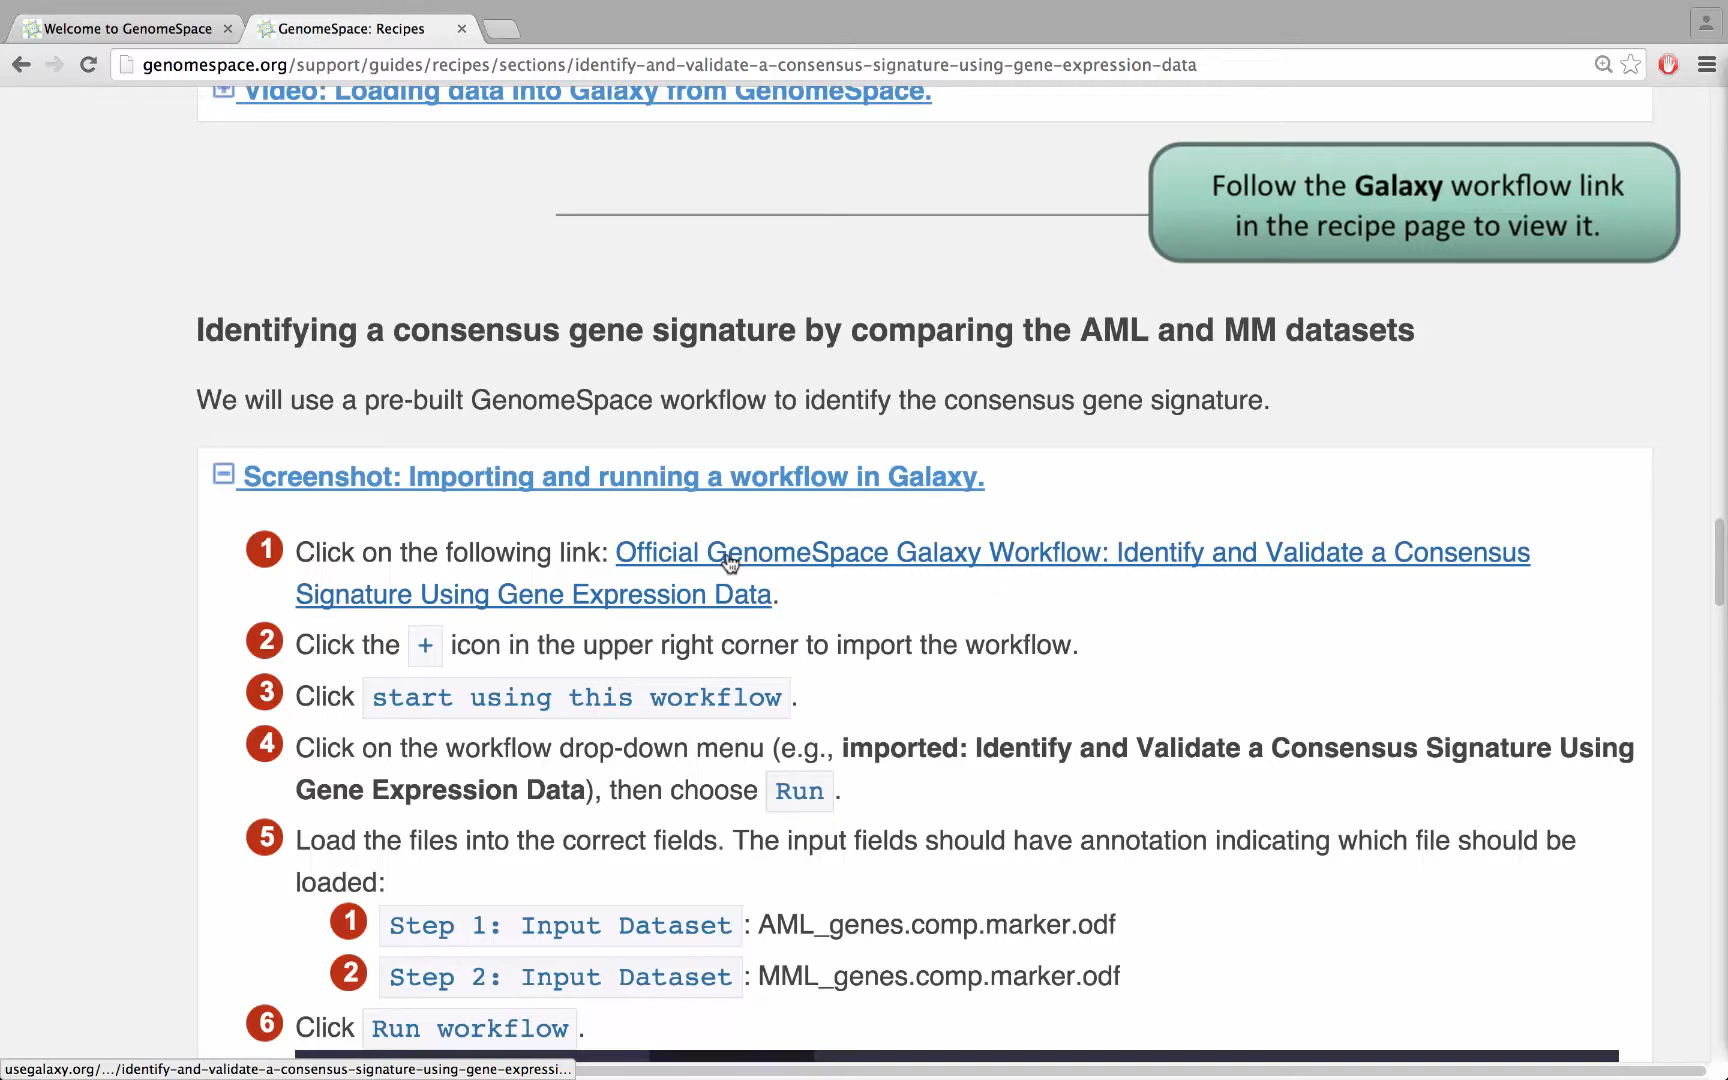 Welcome to GenomeSpace
GenomeSpace: Recipes
genomespace.org/support/guides/recipes/sections/identify-and-validate-a-consensus-signature-using-gene-expression-data
Video: Loading data into Galaxy from GenomeSpace.
Follow the Galaxy workflow link
in the recipe page to view it.
Identifying a consensus gene signature by comparing the AML and MM datasets
We will use a pre-built GenomeSpace workflow to identify the consensus gene signature.
Screenshot: Importing and running a workflow in Galaxy.
1 Click on the following link: Official GenomeSpace Galaxy Workflow: Identify and Validate a Consensus
Signature Using Gene Expression Data.
2 Click the + icon in the upper right corner to import the workflow.
3 Click start using this workflow.
4 Click on the workflow drop-down menu (e.g., imported: Identify and Validate a Consensus Signature Using
Gene Expression Data), then choose Run.
5 Load the files into the correct fields. The input fields should have annotation indicating which file should be
loaded:
1 Step 1: Input Dataset: AML_genes.comp.marker.odf
2 Step 2: Input Dataset: MML_genes.comp.marker.odf
6 Click Run workflow.
usegalaxy.org/.../identify-and-validate-a-consensus-signature-using-gene-expressi...